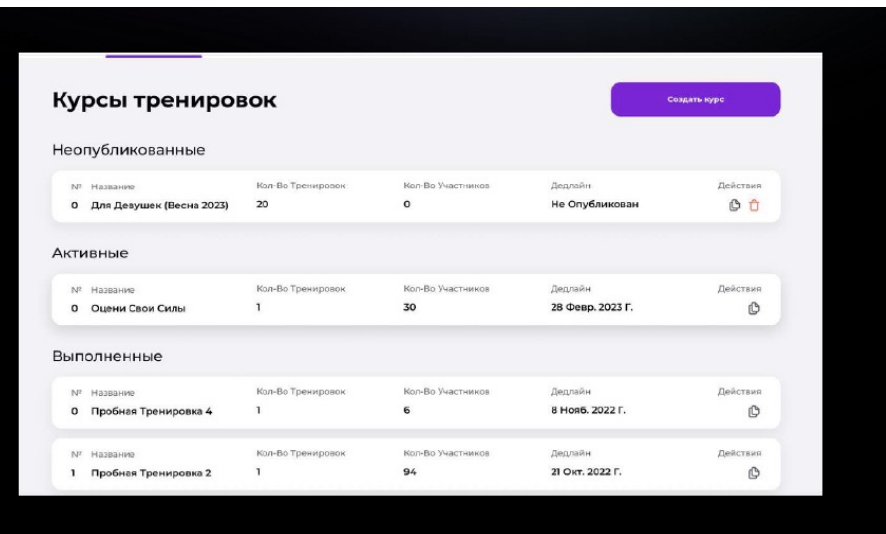 Курсы тренировок
Создать курс
Неопубликованные
№ Название Кол-Во Тренировок Кол-Во Участников Дедлайн Действия
0 Для Девушек (Весна 2023) 20 0 Не Опубликован
Активные
№ Название Кол-Во Тренировок Кол-Во Участников Дедлайн Действия
0 Оцени Свои Силы 1 30 28 Февр. 2023 Г.
Выполненные
№ Название Кол-Во Тренировок Кол-Во Участников Дедлайн Действия
0 Пробная Тренировка 4 1 6 8 Нояб. 2022 Г.
№ Название Кол-Во Тренировок Кол-Во Участников Дедлайн Действия
1 Пробная Тренировка 2 1 94 21 Окт. 2022 Г.